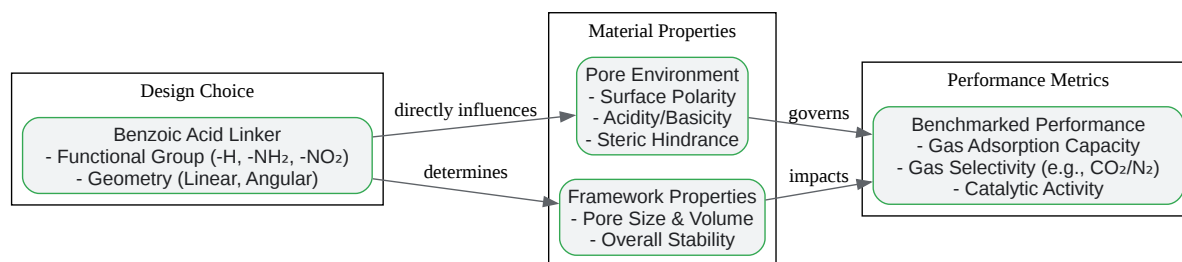 Design Choice
Benzoic Acid Linker
- Functional Group (-H, -NH₂, -NO₂)
- Geometry (Linear, Angular)
directly influences
determines
Material Properties
Pore Environment
- Surface Polarity
- Acidity/Basicity
- Steric Hindrance
Framework Properties
- Pore Size & Volume
- Overall Stability
governs
impacts
Performance Metrics
Benchmarked Performance
- Gas Adsorption Capacity
- Gas Selectivity (e.g., CO₂/N₂)
- Catalytic Activity